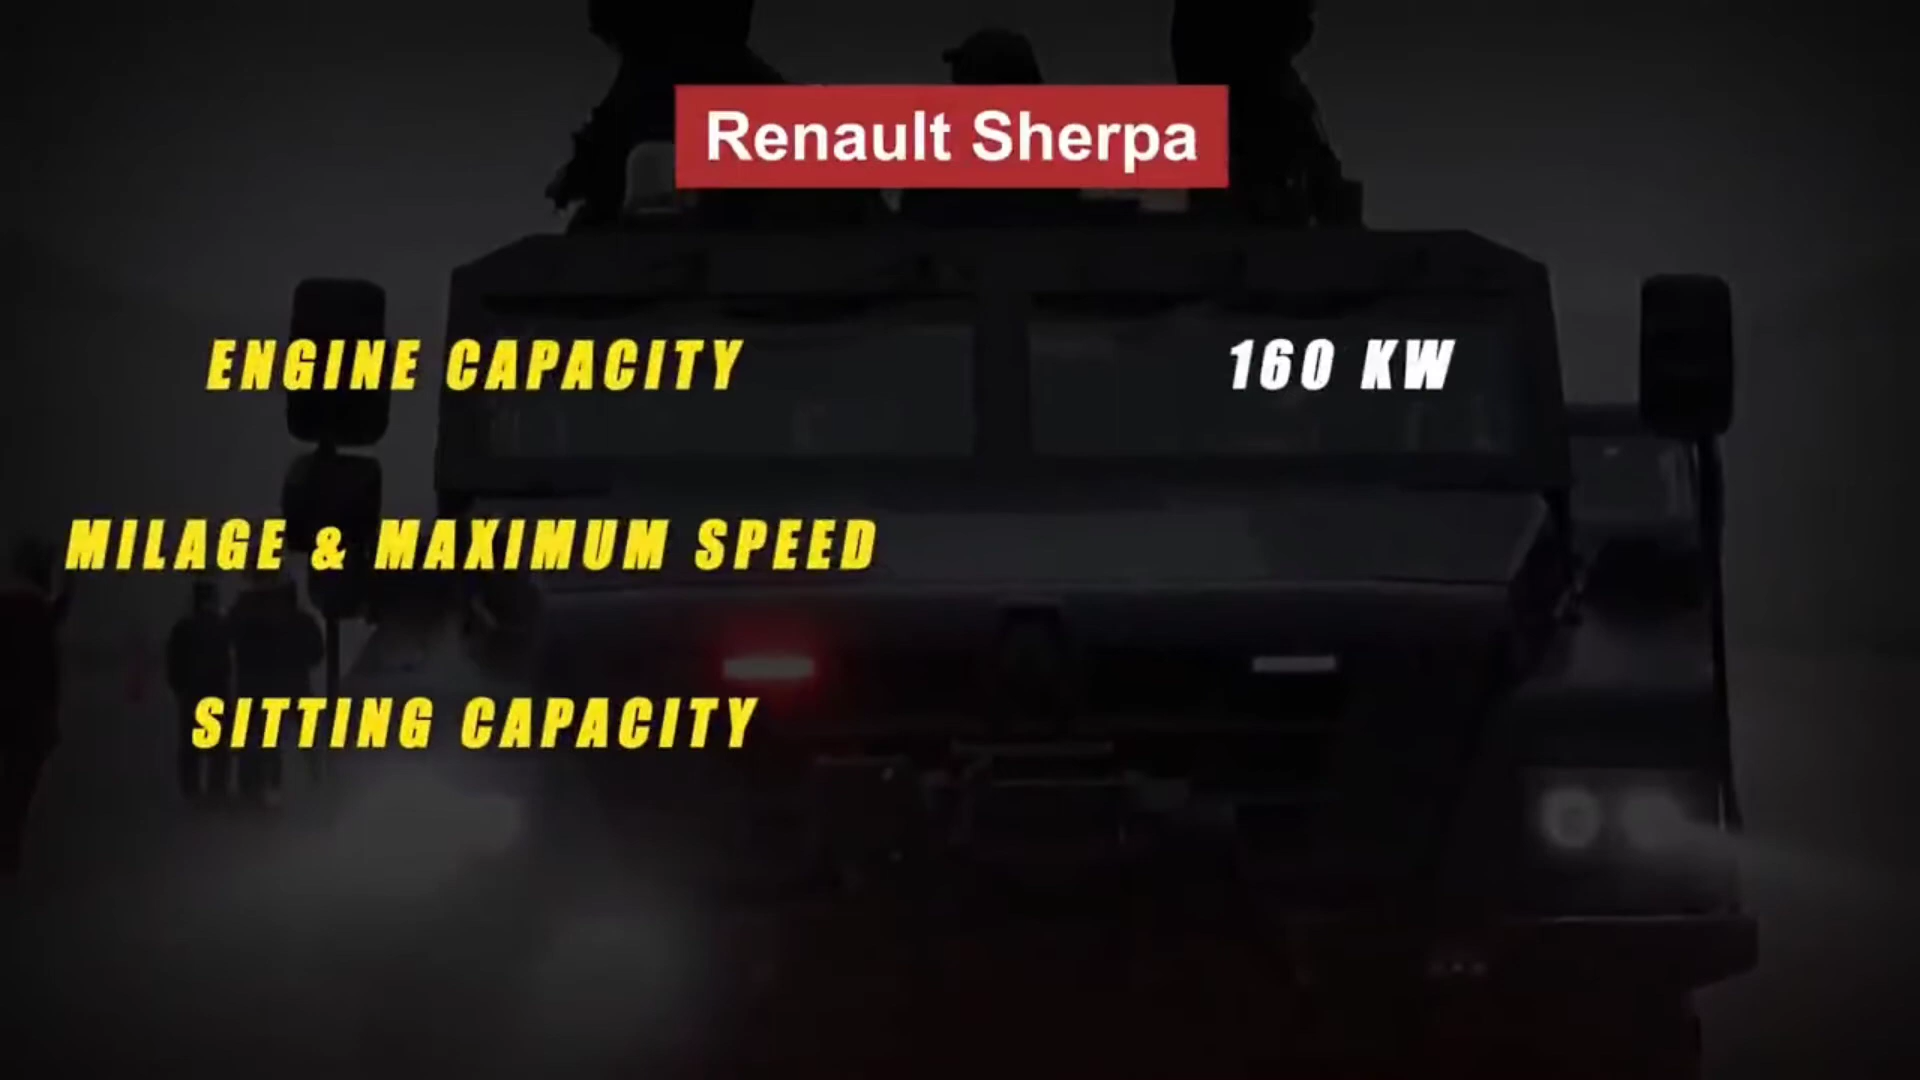 Renault Sherpa
ENGINE CAPACITY 160 KW
MILAGE & MAXIMUM SPEED
SITTING CAPACITY